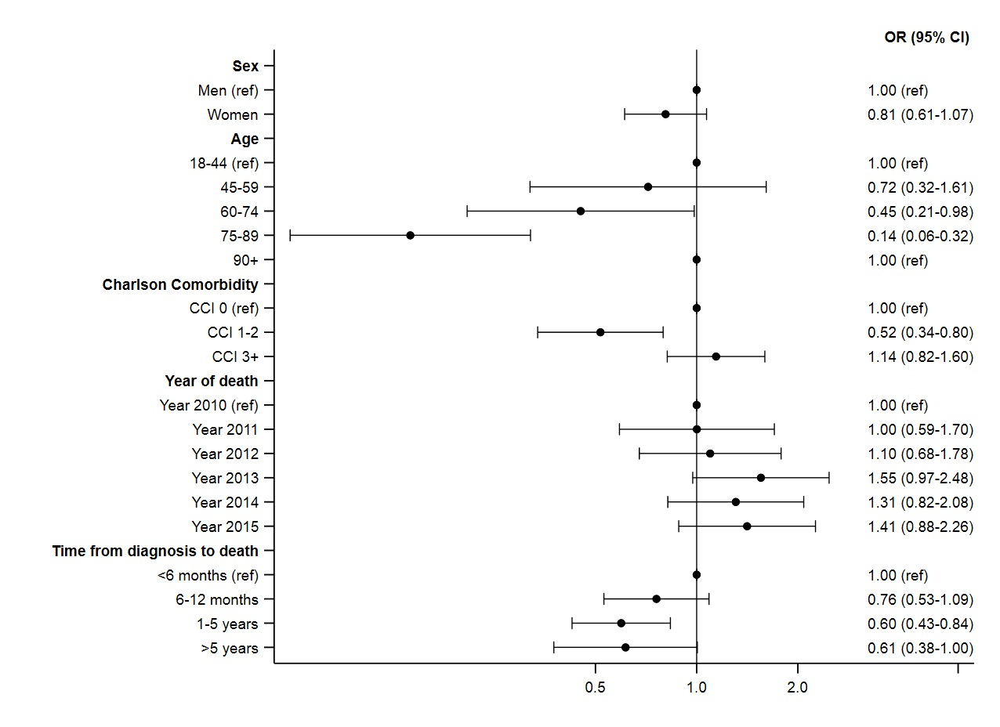 OR (95% CI)
Sex
Men (ref) 1.00 (ref)
Women 0.81 (0.61-1.07)
Age
18-44 (ref) 1.00 (ref)
45-59 0.72 (0.32-1.61)
60-74 0.45 (0.21-0.98)
75-89 0.14 (0.06-0.32)
90+ 1.00 (ref)
Charlson Comorbidity
CCI 0 (ref) 1.00 (ref)
CCI 1-2 0.52 (0.34-0.80)
CCI 3+ 1.14 (0.82-1.60)
Year of death
Year 2010 (ref) 1.00 (ref)
Year 2011 1.00 (0.59-1.70)
Year 2012 1.10 (0.68-1.78)
Year 2013 1.55 (0.97-2.48)
Year 2014 1.31 (0.82-2.08)
Year 2015 1.41 (0.88-2.26)
Time from diagnosis to death
<6 months (ref) 1.00 (ref)
6-12 months 0.76 (0.53-1.09)
1-5 years 0.60 (0.43-0.84)
>5 years 0.61 (0.38-1.00)
0.5 1.0 2.0